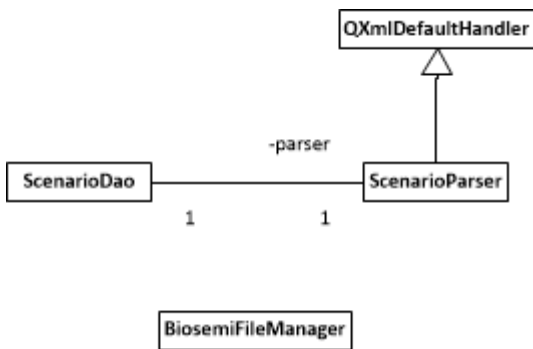 QXmlDefaultHandler
-parser
ScenarioDao
ScenarioParser
1
1
BiosemiFileManager